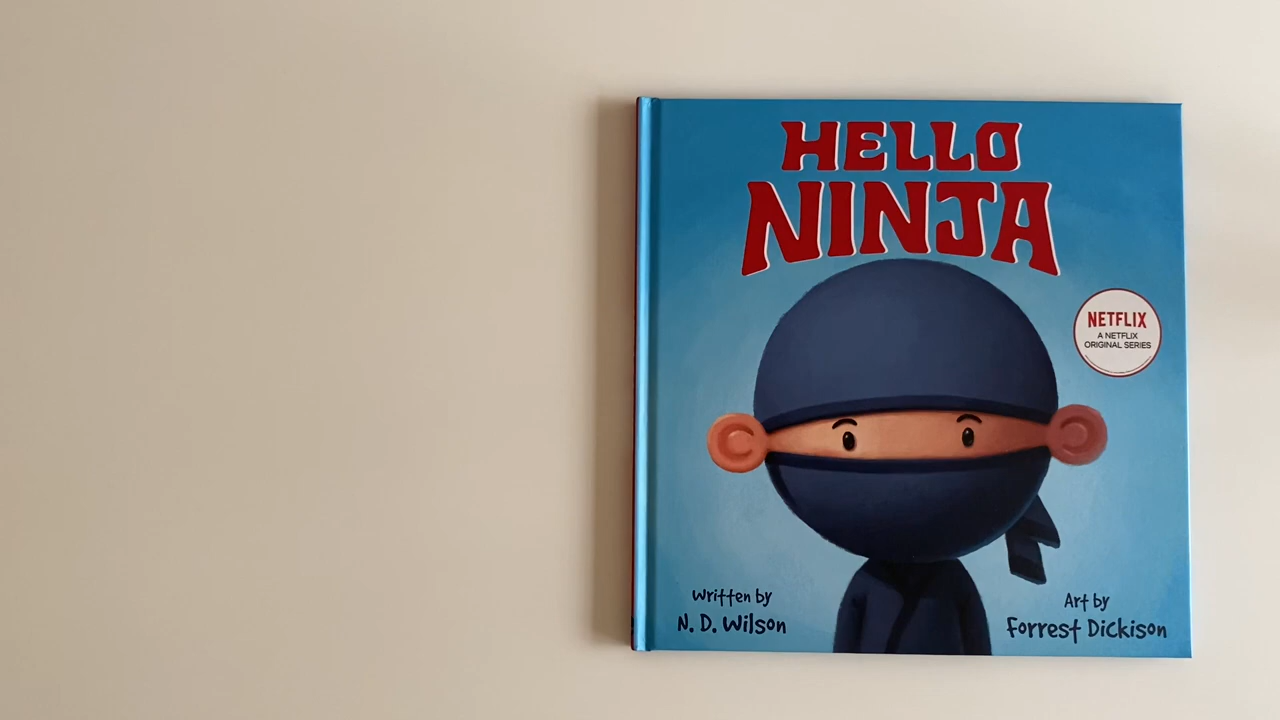 HELLO
NINJA
NETFLIX
A NETFLIX
ORIGINAL SERIES
Written by
N. D. Wilson
Art by
Forrest Dickison